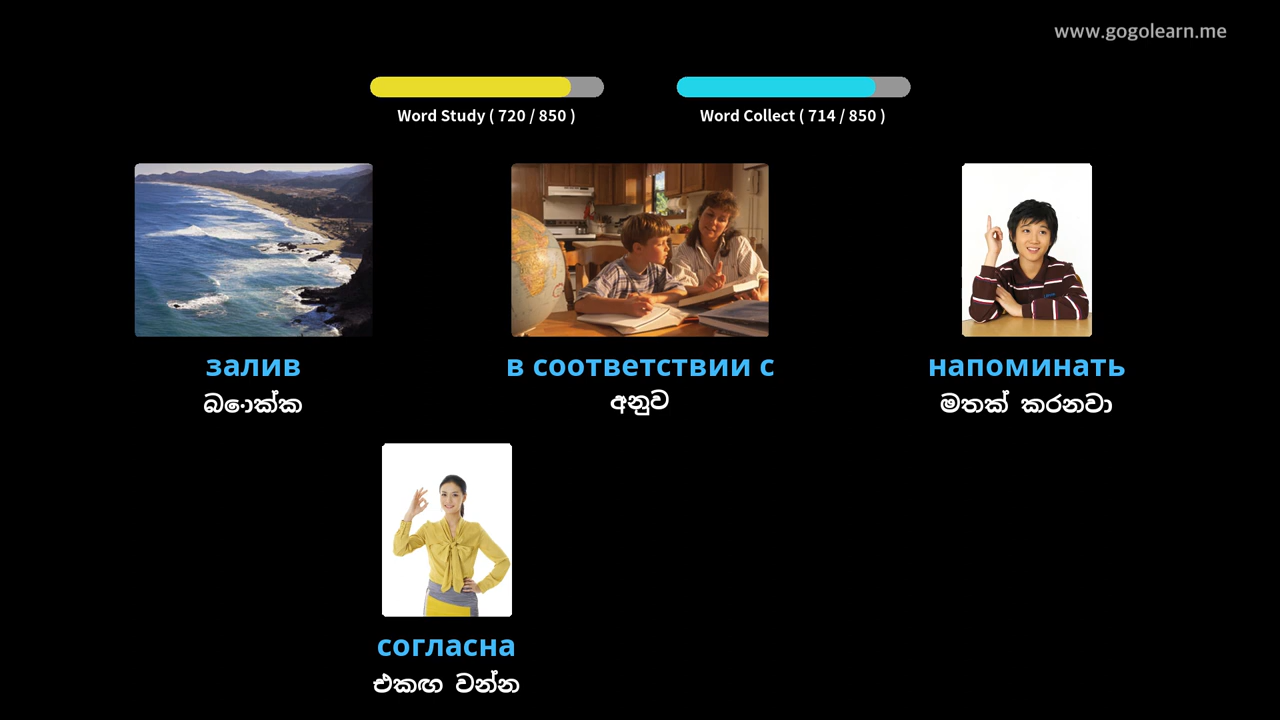 www.gogolearn.me
Word Study ( 720 / 850 )
Word Collect ( 714 / 850 )
залив
බොක්ක
в соответствии с
අනුව
напоминать
මතක් කරනවා
согласна
එකඟ වන්න